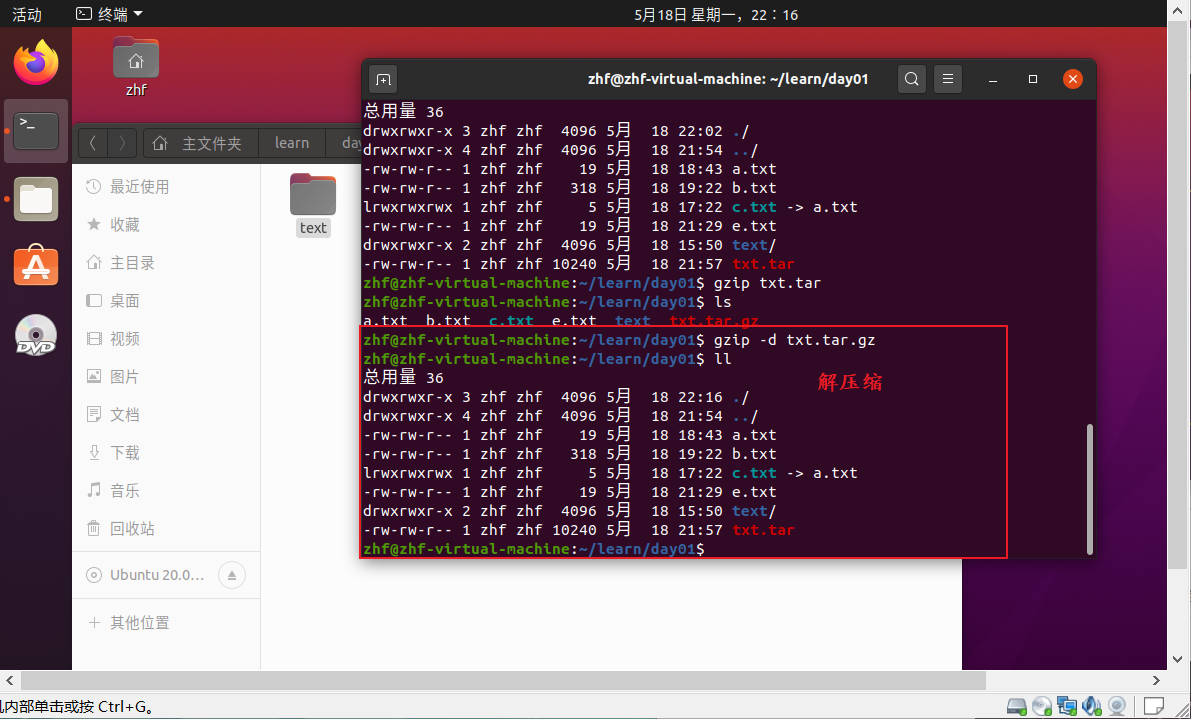 活动
终端
5月18日 星期一，22：16
zhf
zhf@zhf-virtual-machine: ~/learn/day01
主文件夹
learn
最近使用
收藏
主目录
桌面
视频
图片
文档
下载
音乐
回收站
Ubuntu 20.0…
其他位置
text
总用量 36
drwxrwxr-x 3 zhf zhf  4096 5月  18 22:02 ./
drwxrwxr-x 4 zhf zhf  4096 5月  18 21:54 ../
-rw-rw-r-- 1 zhf zhf    19 5月  18 18:43 a.txt
-rw-rw-r-- 1 zhf zhf   318 5月  18 19:22 b.txt
lrwxrwxrwx 1 zhf zhf     5 5月  18 17:22 c.txt -> a.txt
-rw-rw-r-- 1 zhf zhf    19 5月  18 21:29 e.txt
drwxrwxr-x 2 zhf zhf  4096 5月  18 15:50 text/
-rw-rw-r-- 1 zhf zhf 10240 5月  18 21:57 txt.tar
zhf@zhf-virtual-machine:~/learn/day01$ gzip txt.tar
zhf@zhf-virtual-machine:~/learn/day01$ ls
a.txt  b.txt  c.txt  e.txt  text  txt.tar.gz
zhf@zhf-virtual-machine:~/learn/day01$ gzip -d txt.tar.gz
zhf@zhf-virtual-machine:~/learn/day01$ ll
总用量 36
解压缩
drwxrwxr-x 3 zhf zhf  4096 5月  18 22:16 ./
drwxrwxr-x 4 zhf zhf  4096 5月  18 21:54 ../
-rw-rw-r-- 1 zhf zhf    19 5月  18 18:43 a.txt
-rw-rw-r-- 1 zhf zhf   318 5月  18 19:22 b.txt
lrwxrwxrwx 1 zhf zhf     5 5月  18 17:22 c.txt -> a.txt
-rw-rw-r-- 1 zhf zhf    19 5月  18 21:29 e.txt
drwxrwxr-x 2 zhf zhf  4096 5月  18 15:50 text/
-rw-rw-r-- 1 zhf zhf 10240 5月  18 21:57 txt.tar
zhf@zhf-virtual-machine:~/learn/day01$
DVD
内部单击或按 Ctrl+G。